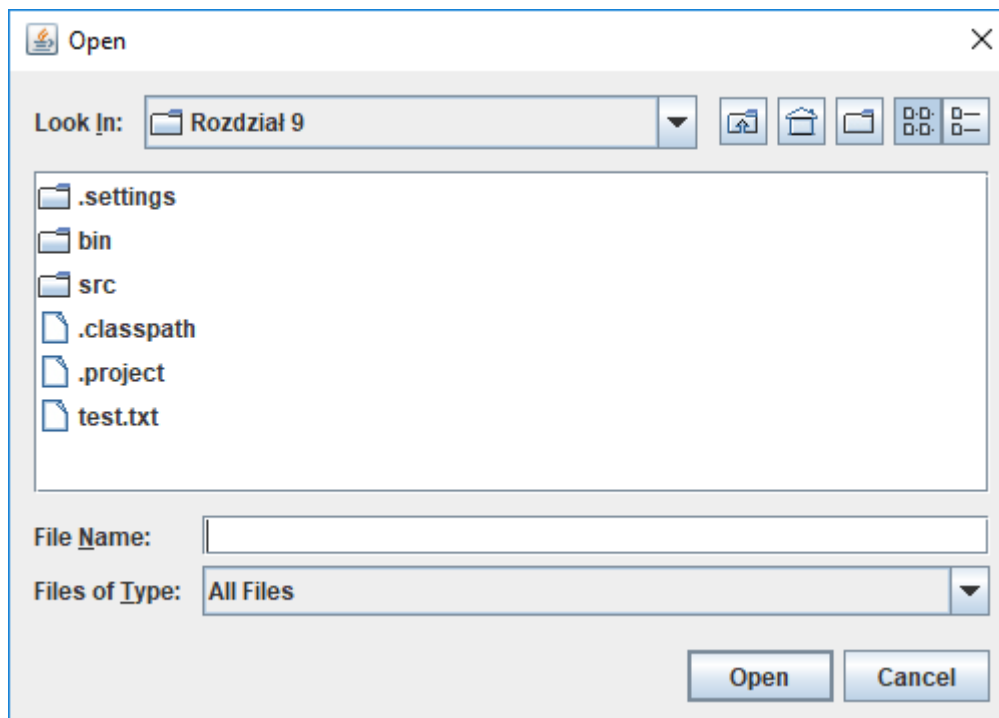 Open
Look In: Rozdział 9
.settings
bin
src
.classpath
.project
test.txt
File Name:
Files of Type: All Files
Open Cancel